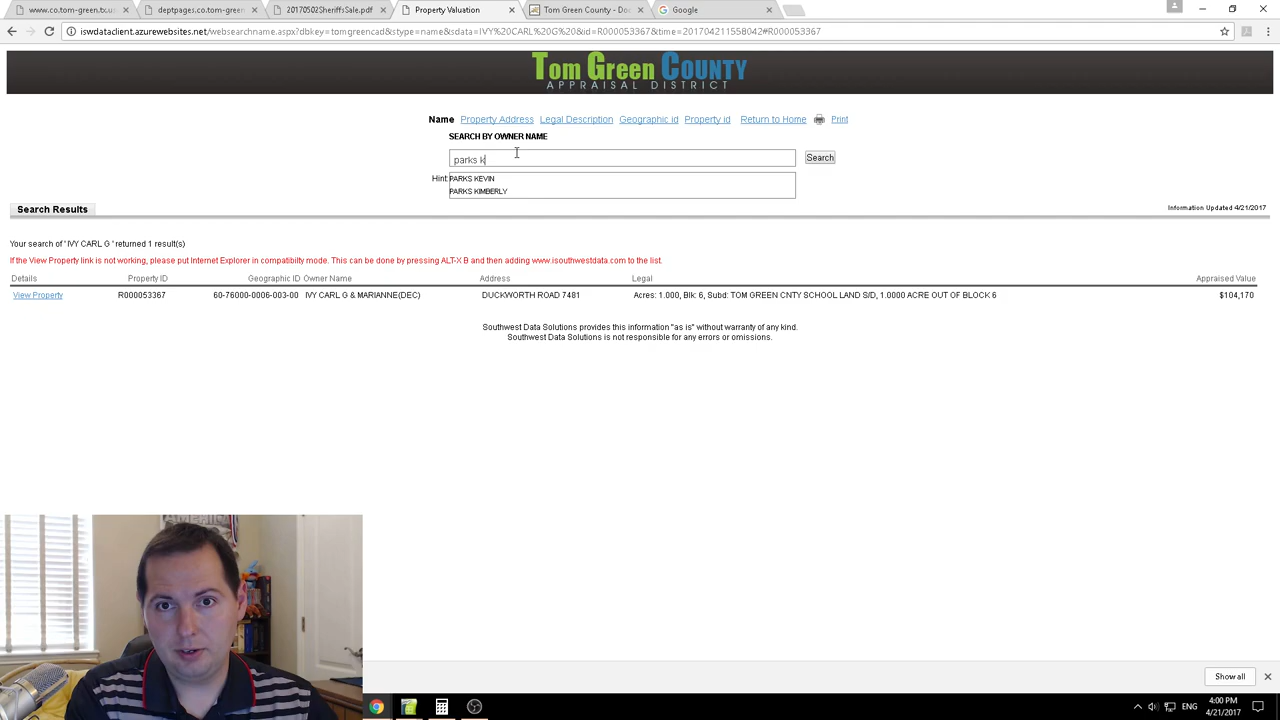 www.co.tom-green.tx.us
deptpages.co.tom-green
20170502SheriffsSale.pdf
Property Valuation
Tom Green County - Do
Google
iswdataclient.azurewebsites.net/websearchname.aspx?dbkey=tomgreencad&stype=name&sdata=IVY%20CARL%20G%20&id=R000053367&time=201704211558042#R000053367
Tom Green COUNTY
APPRAISAL DISTRICT
Name Property Address Legal Description Geographic id Property id Return to Home Print
SEARCH BY OWNER NAME
parks k
Search
Hint
PARKS KEVIN
PARKS KIMBERLY
Search Results
Information Updated 4/21/2017
Your search of ' IVY CARL G ' returned 1 result(s)
If the View Property link is not working, please put Internet Explorer in compatibilty mode. This can be done by pressing ALT-X B and then adding www.isouthwestdata.com to the list.
Details Property ID Geographic ID Owner Name Address Legal Appraised Value
View Property R000053367 60-76000-0006-003-00 IVY CARL G & MARIANNE(DEC) DUCKWORTH ROAD 7481 Acres: 1.000, Blk: 6, Subd: TOM GREEN CNTY SCHOOL LAND S/D, 1.0000 ACRE OUT OF BLOCK 6 $104,170
Southwest Data Solutions provides this information "as is" without warranty of any kind.
Southwest Data Solutions is not responsible for any errors or omissions.
Show all
ENG
4:00 PM
4/21/2017